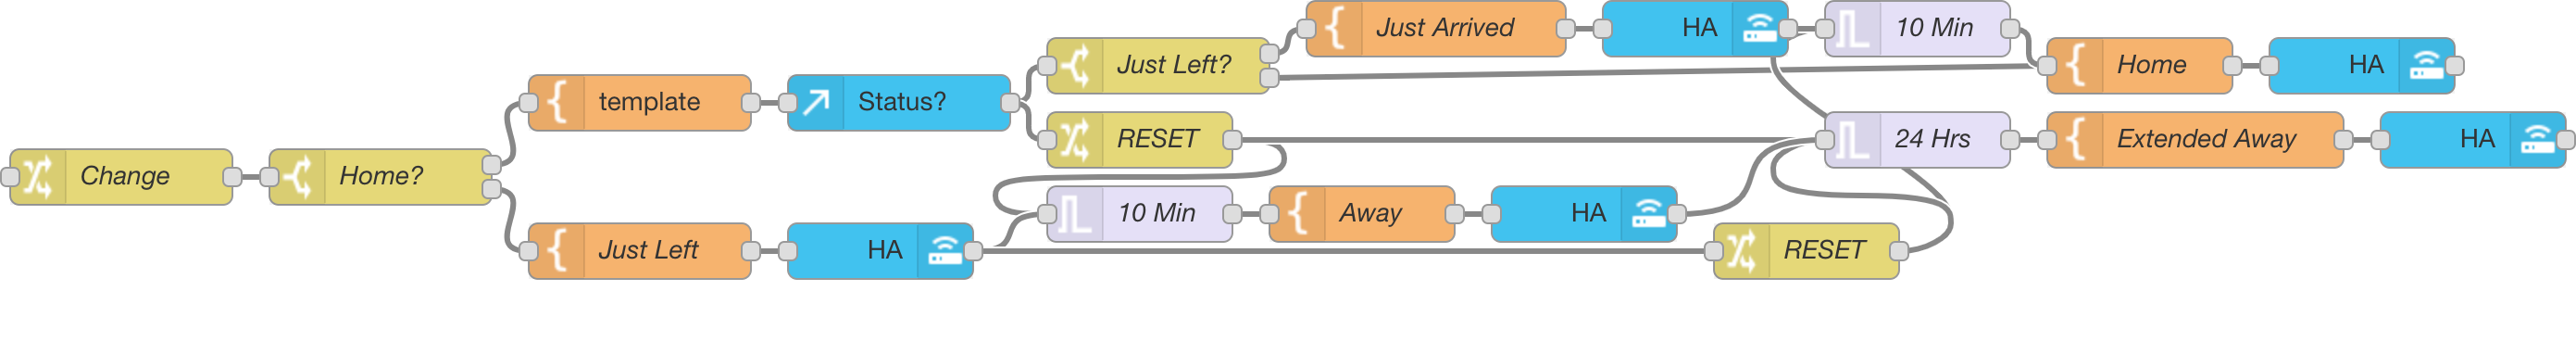 Change
Home?
template
Status?
Just Left?
Just Arrived
HA
10 Min
Home
HA
RESET
24 Hrs
Extended Away
HA
10 Min
Away
HA
Just Left
HA
RESET